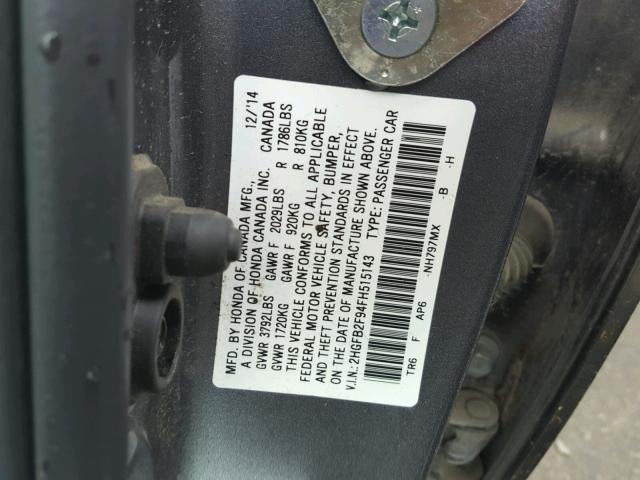 MFD. BY HONDA OF CANADA MFG. 12/'14
A DIVISION OF HONDA CANADA INC. CANADA
GVWR 3792LBS GAWR F 2029LBS R 1786LBS
GVWR 1720KG GAWR F 920KG R 810KG
THIS VEHICLE CONFORMS TO ALL APPLICABLE
FEDERAL MOTOR VEHICLE SAFETY, BUMPER,
AND THEFT PREVENTION STANDARDS IN EFFECT
ON THE DATE OF MANUFACTURE SHOWN ABOVE.
V.I.N.: 2HGFB2F94FH515143 TYPE: PASSENGER CAR
TR6 F AP6 -NH797MX -B -H